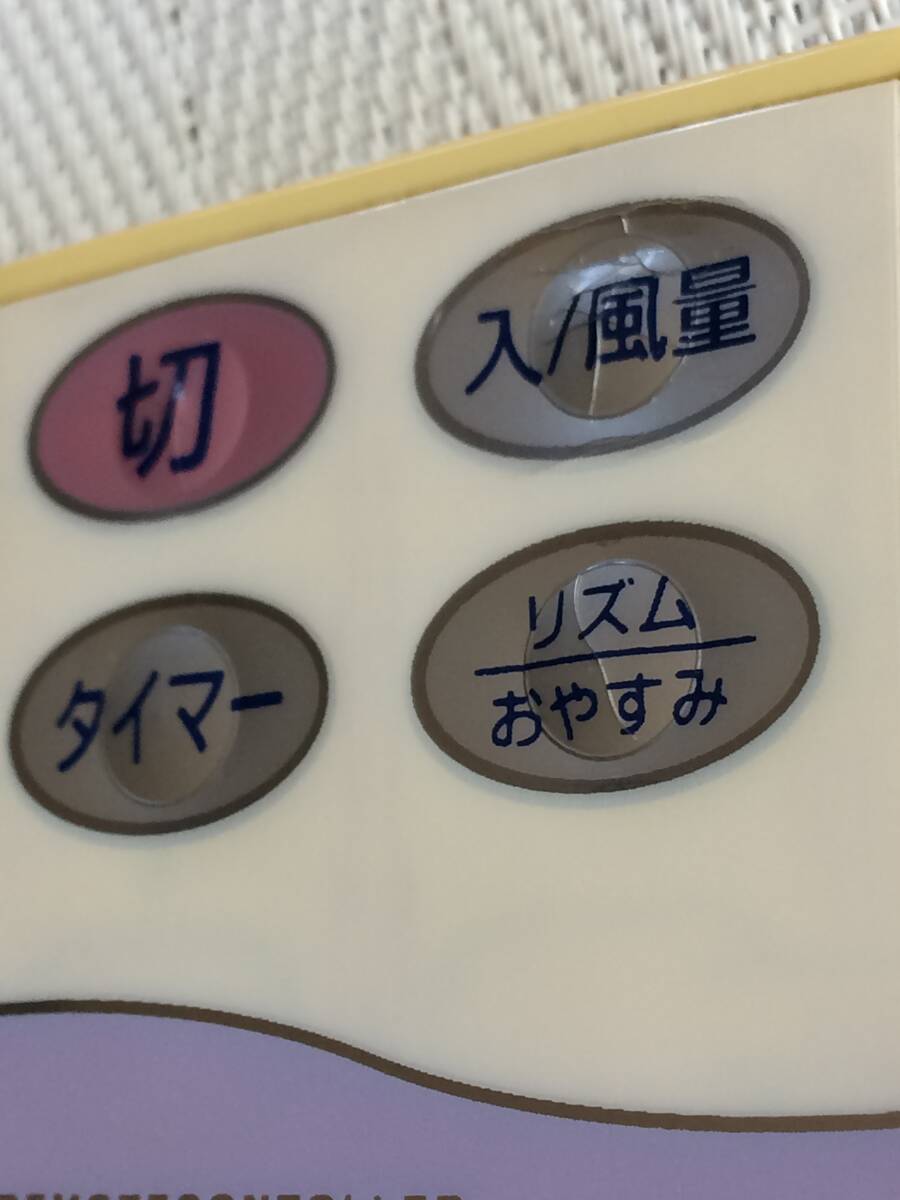 切
入/風量
タイマー
リズム
おやすみ